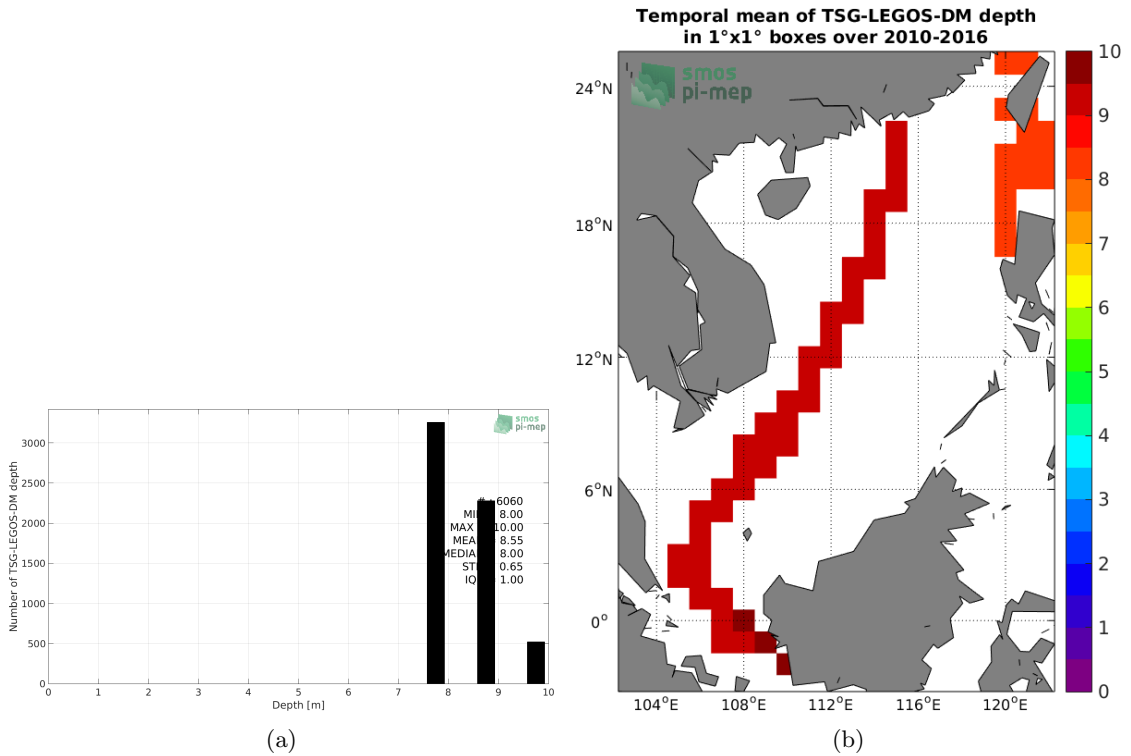 Temporal mean of TSG-LEGOS-DM depth
in 1°x1° boxes over 2010-2016
smos
pi-mep
24°N
18°N
12°N
6°N
0°
104°E
108°E
112°E
116°E
120°E
10
9
8
7
6
5
4
3
2
1
0
smos
pi-mep
Number of TSG-LEGOS-DM depth
3000
2500
2000
1500
1000
500
0
6060
8.00
MAX 10.00
8.55
MEDIAN 8.00
0.65
1.00
0 1 2 3 4 5 6 7 8 9 10
Depth [m]
(a)
(b)